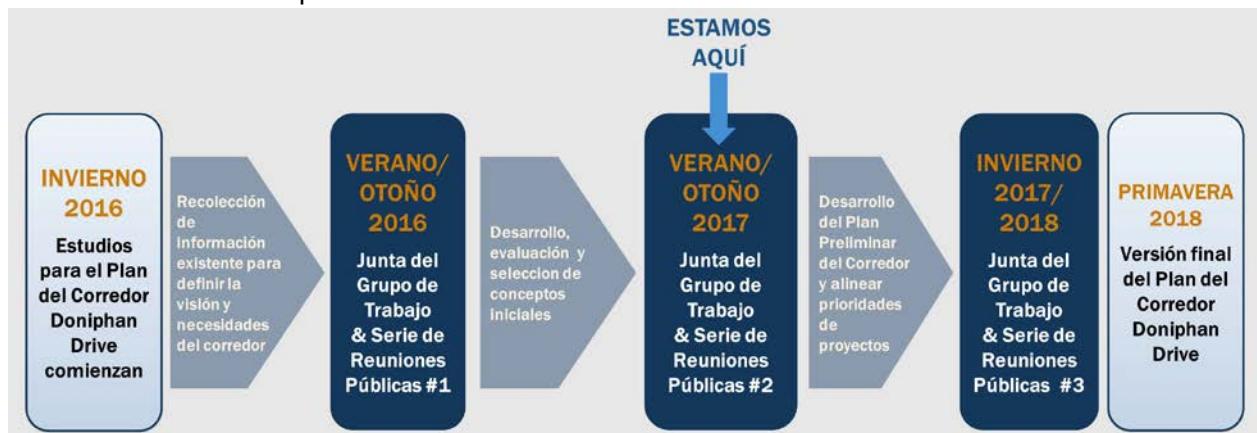 ESTAMOS
AQUÍ
INVIERNO
2016
Estudios
para el Plan
del Corredor
Doniphan
Drive
comienzan
Recolección
de
Información
existente para
definir la
visión y
necesidades
del corredor
VERANO/
OTOÑO
2016
Junta del
Grupo de
Trabajo
& Serie de
Reuniones
Públicas #1
Desarrollo,
evaluación y
seleccion de
conceptos
iniciales
VERANO/
OTOÑO
2017
Junta del
Grupo de
Trabajo
& Serie de
Reuniones
Públicas #2
Desarrollo
del Plan
Preliminar
del Corredor
y alinear
prioridades
de
proyectos
INVIERNO
2017/
2018
Junta del
Grupo de
Trabajo
& Serie de
Reuniones
Públicas #3
PRIMAVERA
2018
Versión final
del Plan del
Corredor
Doniphan
Drive